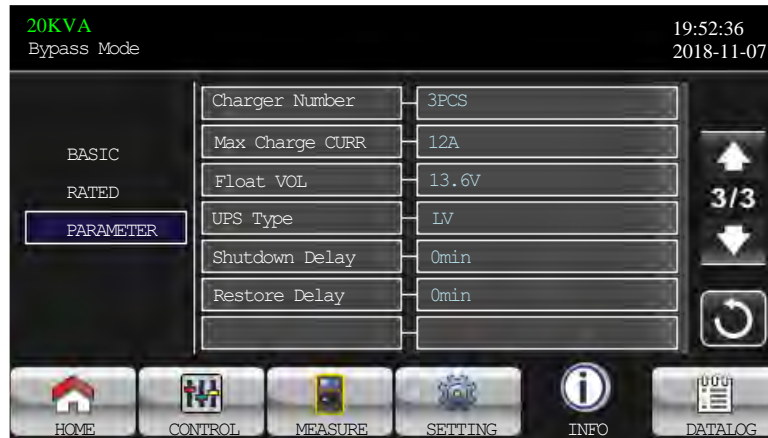 20KVA
Bypass Mode
19:52:36
2018-11-07
BASIC
RATED
PARAMETER
Charger Number 3PCS
Max Charge CURR 12A
Float VOL 13.6V
UPS Type LV
Shutdown Delay 0min
Restore Delay 0min
3/3
HOME CONTROL MEASURE SETTING INFO DATALOG